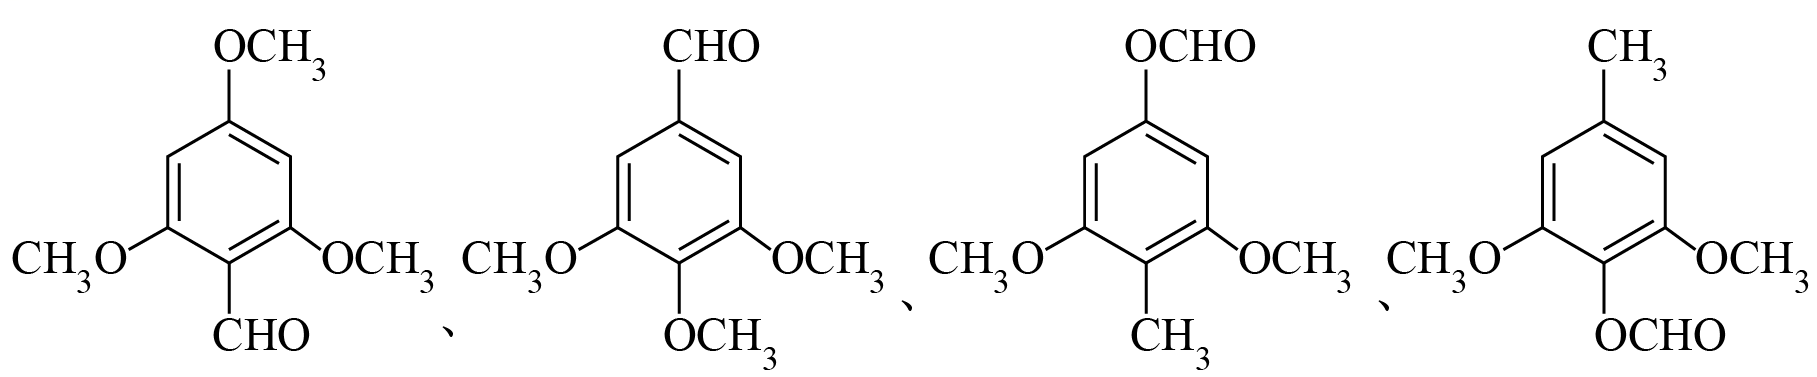 OCH₃ CHO OCHO CH₃
CH₃O OCH₃ CH₃O OCH₃ CH₃O OCH₃ CH₃O OCH₃
CHO 、 OCH₃ 、 CH₃ 、 OCHO